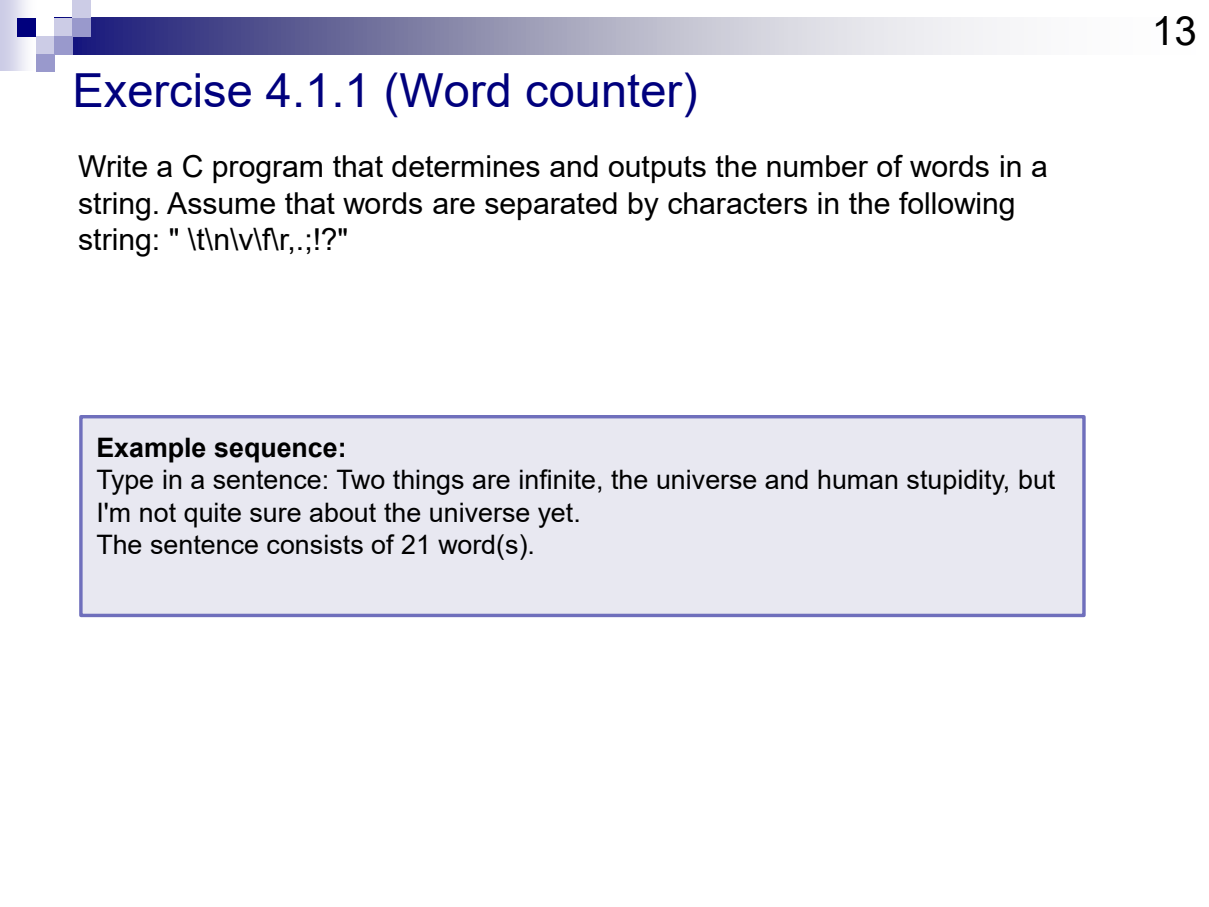 13
Exercise 4.1.1 (Word counter)
Write a C program that determines and outputs the number of words in a
string. Assume that words are separated by characters in the following
string: " \t\n\v\f\r,.;!?"
Example sequence:
Type in a sentence: Two things are infinite, the universe and human stupidity, but
I'm not quite sure about the universe yet.
The sentence consists of 21 word(s).